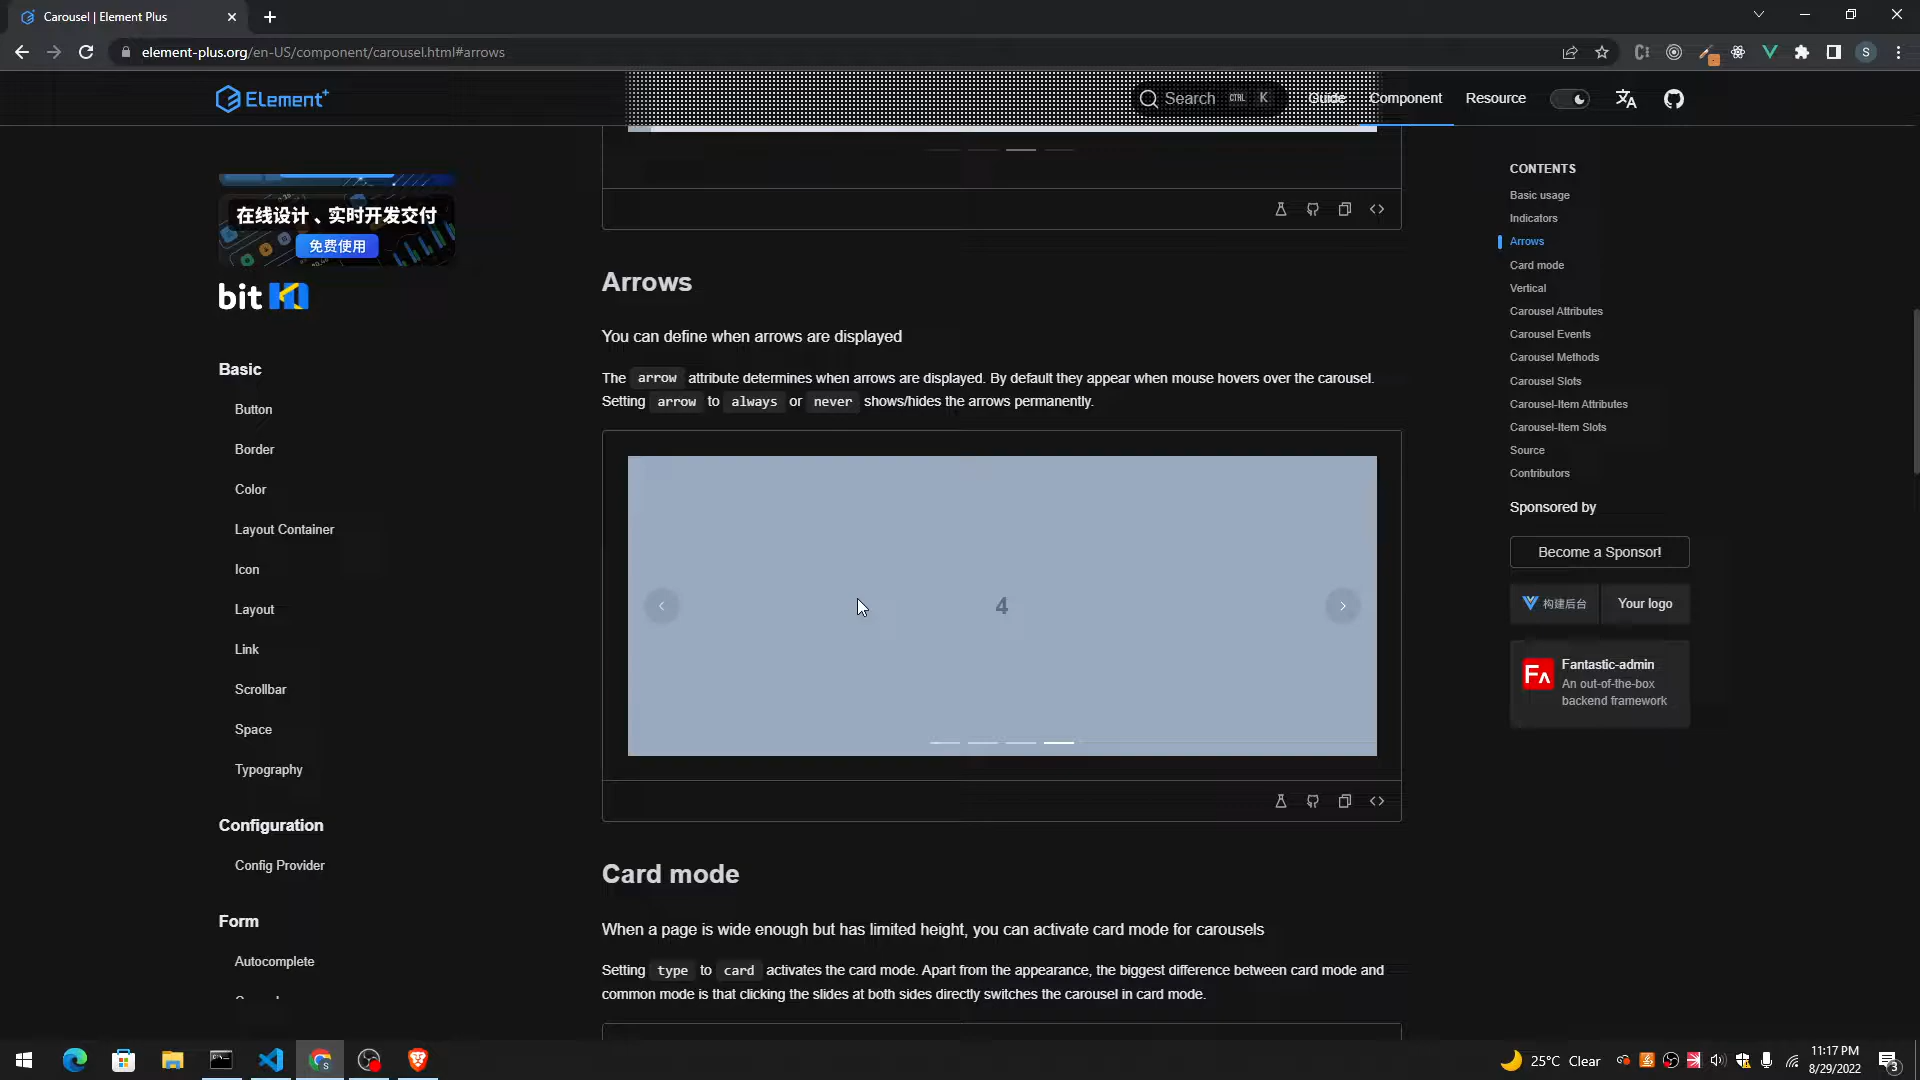 Carousel | Element Plus
element-plus.org/en-US/component/carousel.html#arrows
S
Element+
Search CTRL K
Guide
Component
Resource
在线设计、实时开发交付
免费使用
bit
Basic
Button
Border
Color
Layout Container
Icon
Layout
Link
Scrollbar
Space
Typography
Configuration
Config Provider
Form
Autocomplete
Arrows
You can define when arrows are displayed
The arrow attribute determines when arrows are displayed. By default they appear when mouse hovers over the carousel.
Setting arrow to always or never shows/hides the arrows permanently.
4
Card mode
When a page is wide enough but has limited height, you can activate card mode for carousels
Setting type to card activates the card mode. Apart from the appearance, the biggest difference between card mode and
common mode is that clicking the slides at both sides directly switches the carousel in card mode.
CONTENTS
Basic usage
Indicators
Arrows
Card mode
Vertical
Carousel Attributes
Carousel Events
Carousel Methods
Carousel Slots
Carousel-Item Attributes
Carousel-Item Slots
Source
Contributors
Sponsored by
Become a Sponsor!
构建后台
Your logo
Fantastic-admin
An out-of-the-box
backend framework
25°C Clear
11:17 PM
8/29/2022
3